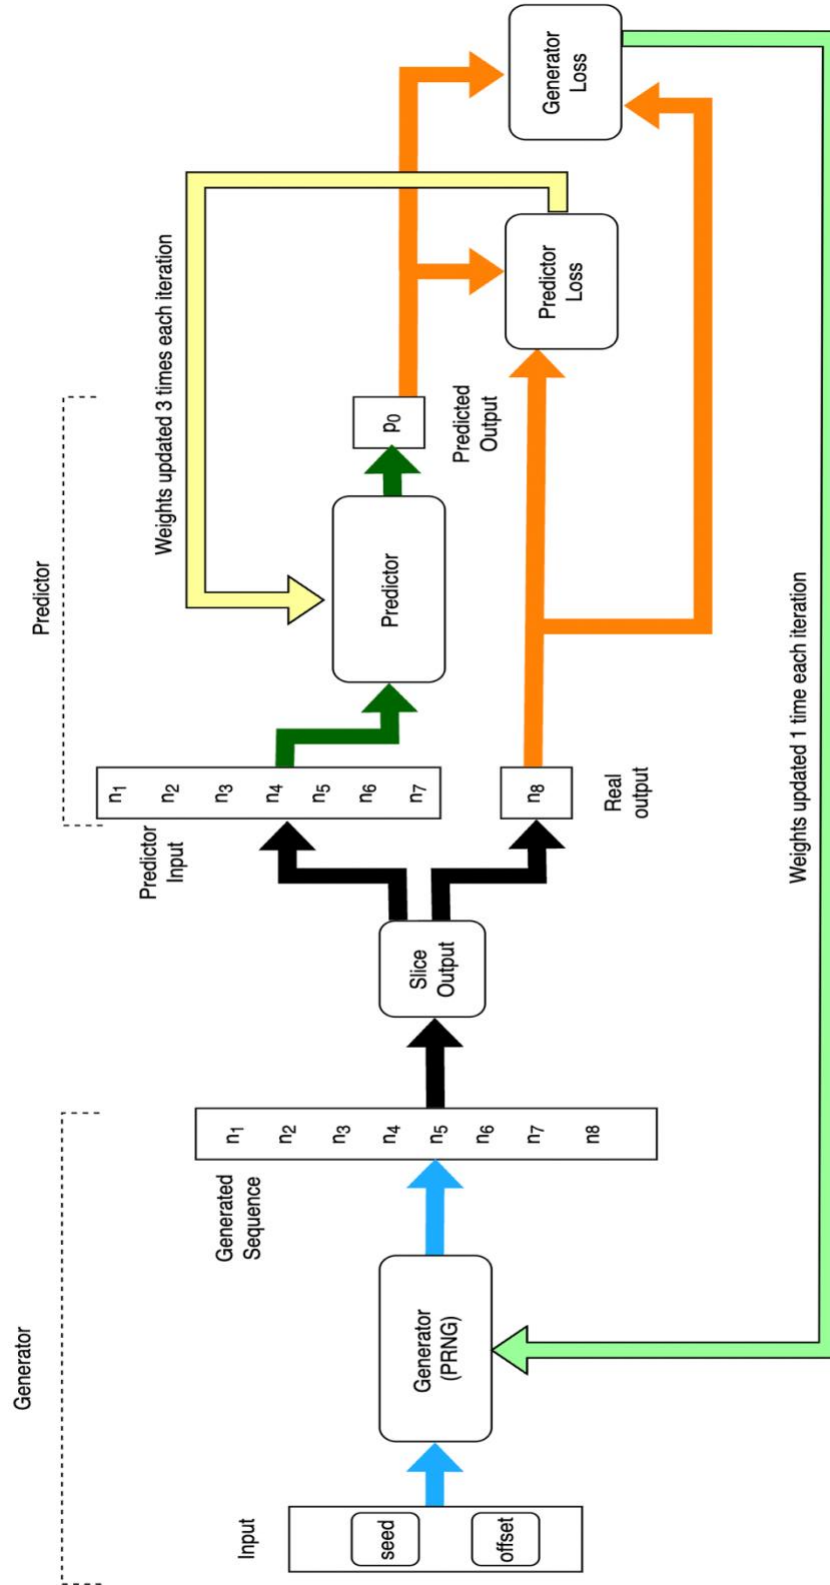 Generator
Input
seed
offset
Generator
(PRNG)
Generated
Sequence
n1
n2
n3
n4
n5
n6
n7
n8
Slice
Output
Predictor
Predictor
Input
n1
n2
n3
n4
n5
n6
n7
n8
Real
output
Predictor
p0
Predicted
Output
Weights updated 3 times each iteration
Predictor
Loss
Generator
Loss
Weights updated 1 time each iteration